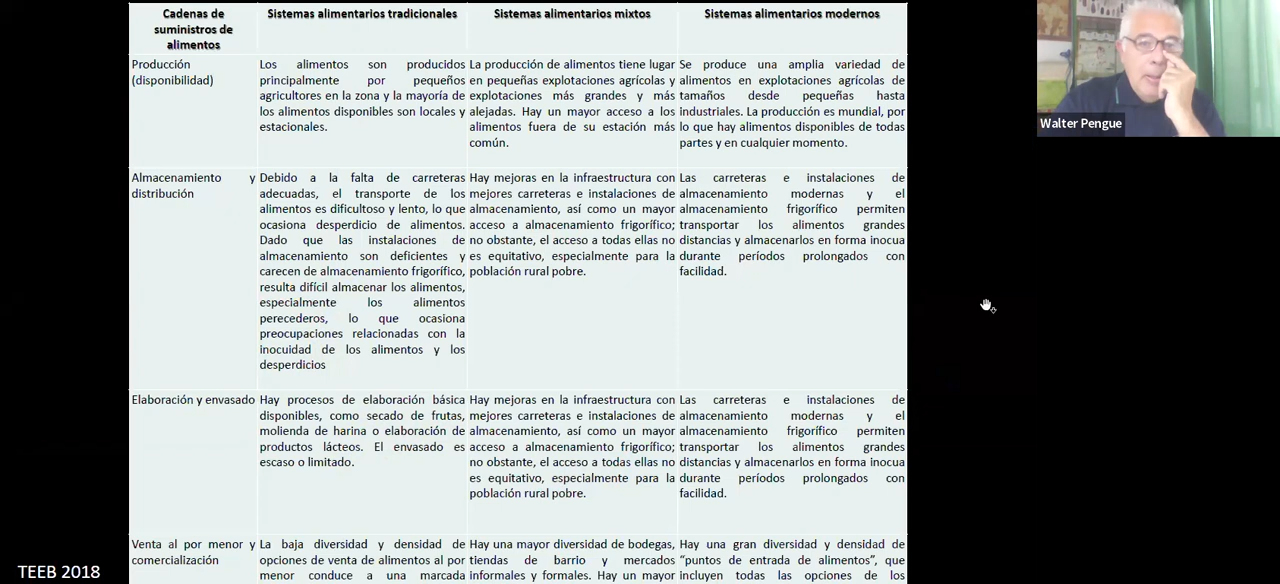 Cadenas de
suministros de
alimentos
Sistemas alimentarios tradicionales
Sistemas alimentarios mixtos
Sistemas alimentarios modernos
Producción
(disponibilidad)
Los alimentos son producidos
principalmente por pequeños
agricultores en la zona y la mayoría de
los alimentos disponibles son locales y
estacionales.
La producción de alimentos tiene lugar
en pequeñas explotaciones agrícolas y
explotaciones más grandes y más
alejadas. Hay un mayor acceso a los
alimentos fuera de su estación más
común.
Se produce una amplia variedad de
alimentos en explotaciones agrícolas de
tamaños desde pequeñas hasta
industriales. La producción es mundial, por
lo que hay alimentos disponibles de todas
partes y en cualquier momento.
Almacenamiento y
distribución
Debido a la falta de carreteras
adecuadas, el transporte de los
alimentos es dificultoso y lento, lo que
ocasiona desperdicio de alimentos.
Dado que las instalaciones de
almacenamiento son deficientes y
carecen de almacenamiento frigorífico,
resulta difícil almacenar los alimentos,
especialmente los alimentos
perecederos, lo que ocasiona
preocupaciones relacionadas con la
inocuidad de los alimentos y los
desperdicios
Hay mejoras en la infraestructura con
mejores carreteras e instalaciones de
almacenamiento, así como un mayor
acceso a almacenamiento frigorífico;
no obstante, el acceso a todas ellas no
es equitativo, especialmente para la
población rural pobre.
Las carreteras e instalaciones de
almacenamiento modernas y el
almacenamiento frigorífico permiten
transportar los alimentos grandes
distancias y almacenarlos en forma inocua
durante períodos prolongados con
facilidad.
Elaboración y envasado
Hay procesos de elaboración básica
disponibles, como secado de frutas,
molienda de harina o elaboración de
productos lácteos. El envasado es
escaso o limitado.
Hay mejoras en la infraestructura con
mejores carreteras e instalaciones de
almacenamiento, así como un mayor
acceso a almacenamiento frigorífico;
no obstante, el acceso a todas ellas no
es equitativo, especialmente para la
población rural pobre.
Las carreteras e instalaciones de
almacenamiento modernas y el
almacenamiento frigorífico permiten
transportar los alimentos grandes
distancias y almacenarlos en forma inocua
durante períodos prolongados con
facilidad.
Venta al por menor y
comercialización
La baja diversidad y densidad de
opciones de venta de alimentos al por
menor conduce a una marcada
Hay una mayor diversidad de bodegas,
tiendas de barrio y mercados
informales y formales. Hay un mayor
Hay una gran diversidad y densidad de
"puntos de entrada de alimentos", que
incluyen todas las opciones de los
TEEB 2018
Walter Pengue